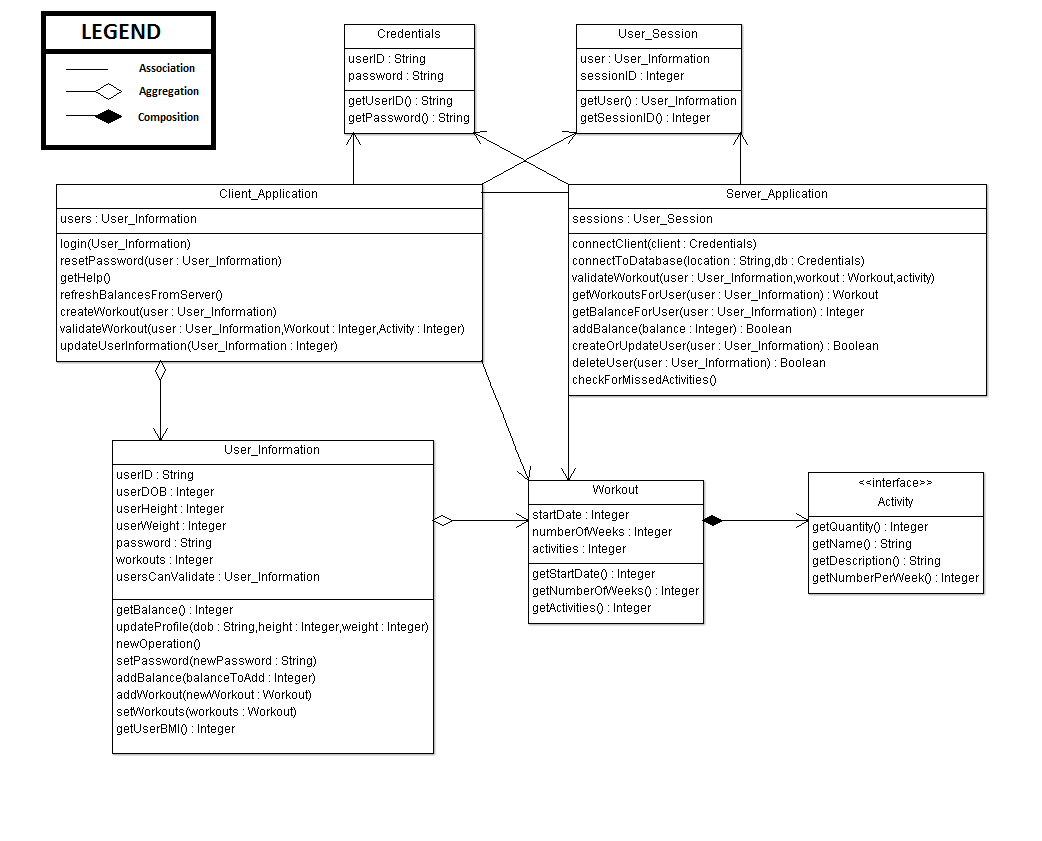 LEGEND
Association
Aggregation
Composition
Credentials
userID : String
password : String
getUserID() : String
getPassword() : String
User_Session
user : User_Information
sessionID : Integer
getUser() : User_Information
getSessionID() : Integer
Client_Application
users : User_Information
login(User_Information)
resetPassword(user : User_Information)
getHelp()
refreshBalancesFromServer()
createWorkout(user : User_Information)
validateWorkout(user : User_Information,Workout : Integer,Activity : Integer)
updateUserInformation(User_Information : Integer)
Server_Application
sessions : User_Session
connectClient(client : Credentials)
connectToDatabase(location : String,db : Credentials)
validateWorkout(user : User_Information,workout : Workout,activity)
getWorkoutsForUser(user : User_Information) : Workout
getBalanceForUser(user : User_Information) : Integer
addBalance(balance : Integer) : Boolean
createOrUpdateUser(user : User_Information) : Boolean
deleteUser(user : User_Information) : Boolean
checkForMissedActivities()
User_Information
userID : String
userDOB : Integer
userHeight : Integer
userWeight : Integer
password : String
workouts : Integer
usersCanValidate : User_Information
getBalance() : Integer
updateProfile(dob : String,height : Integer,weight : Integer)
newOperation()
setPassword(newPassword : String)
addBalance(balanceToAdd : Integer)
addWorkout(newWorkout : Workout)
setWorkouts(workouts : Workout)
getUserBMI() : Integer
Workout
startDate : Integer
numberOfWeeks : Integer
activities : Integer
getStartDate() : Integer
getNumberOfWeeks() : Integer
getActivities() : Integer
<<interface>>
Activity
getQuantity() : Integer
getName() : String
getDescription() : String
getNumberPerWeek() : Integer